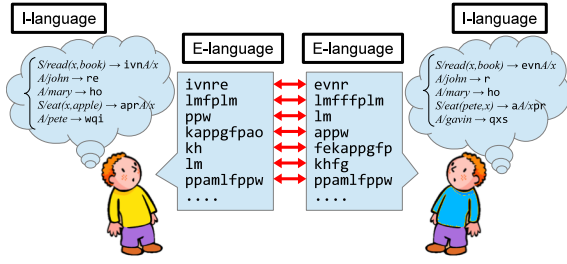 I-language
S/read(x,book) → ivnA/x
A/john → re
A/mary → ho
S/eat(x,apple) → aprA/x
A/pete → wqi
E-language
ivnre
lmfplm
ppw
kappgfpao
kh
lm
ppamlfppw
....
E-language
evnr
lmfffplm
lm
appw
fekappgfp
khfg
ppamlfppw
....
I-language
S/read(x,book) → evnA/x
A/john → r
A/mary → ho
S/eat(pete,x) → aA/xpr
A/gavin → qxs